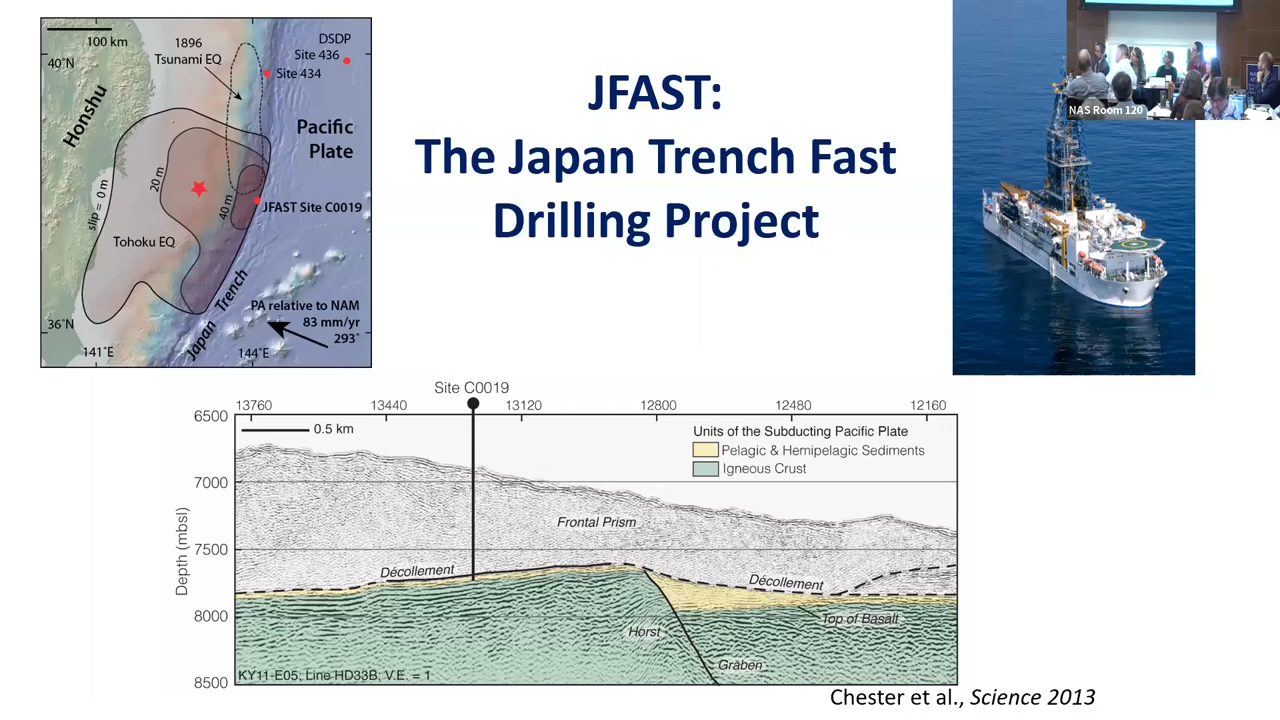 100 km
1896
Tsunami EQ
DSDP
Site 436
Site 434
40°N
Honshu
Pacific
Plate
slip = 0 m
20 m
40 m
JFAST Site C0019
Tohoku EQ
Japan Trench
PA relative to NAM
83 mm/yr
293°
36°N
141°E
144°E
JFAST:
The Japan Trench Fast
Drilling Project
NAS Room 120
Site C0019
13760
13440
13120
12800
12480
12160
6500
7000
7500
8000
8500
Depth (mbsl)
0.5 km
Units of the Subducting Pacific Plate
Pelagic & Hemipelagic Sediments
Igneous Crust
Frontal Prism
Décollement
Décollement
Top of Basalt
Horst
Graben
KY11-E05; Line HD33B; V.E. = 1
Chester et al., Science 2013